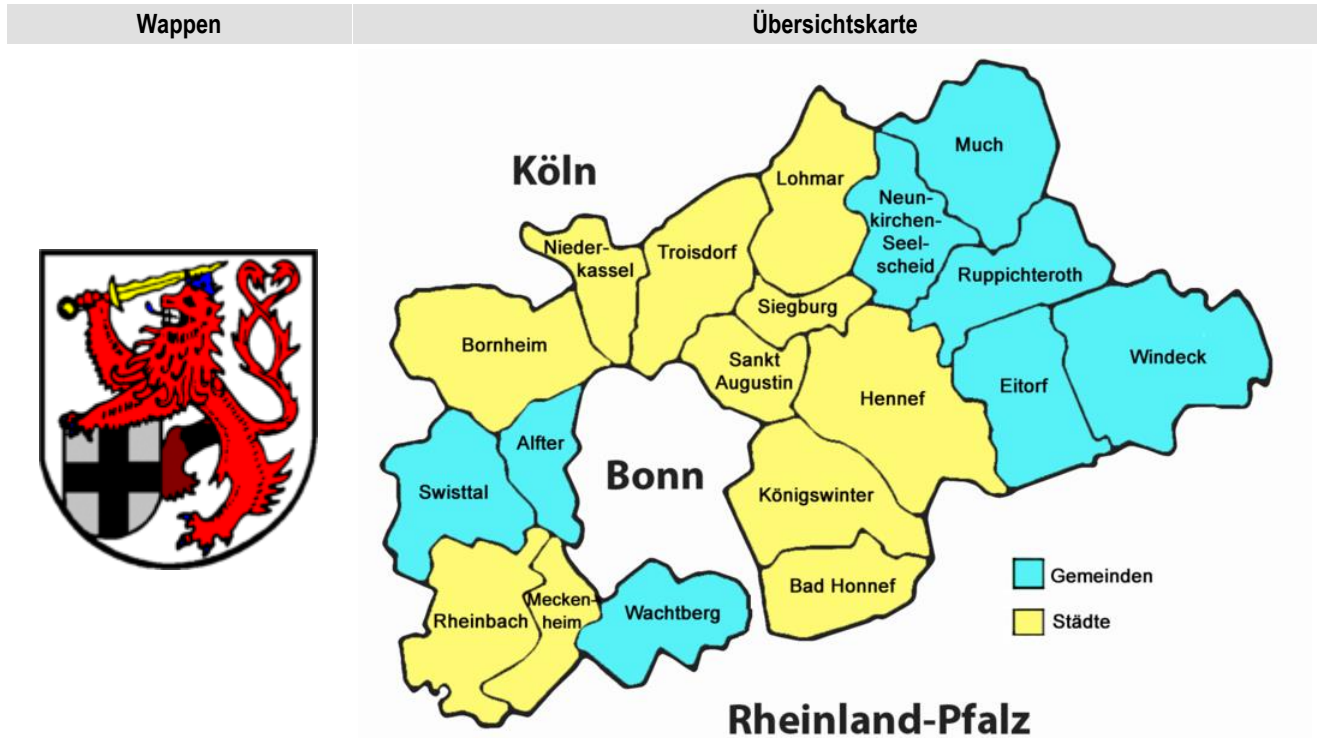 Wappen
Übersichtskarte
Köln
Much
Lohmar
Neun-
kirchen-
Seel-
scheid
Nieder-
kassel
Troisdorf
Ruppichteroth
Siegburg
Bornheim
Sankt
Augustin
Windeck
Eitorf
Hennef
Alfter
Bonn
Swisttal
Königswinter
Bad Honnef
Gemeinden
Städte
Rheinbach
Mecken-
heim
Wachtberg
Rheinland-Pfalz